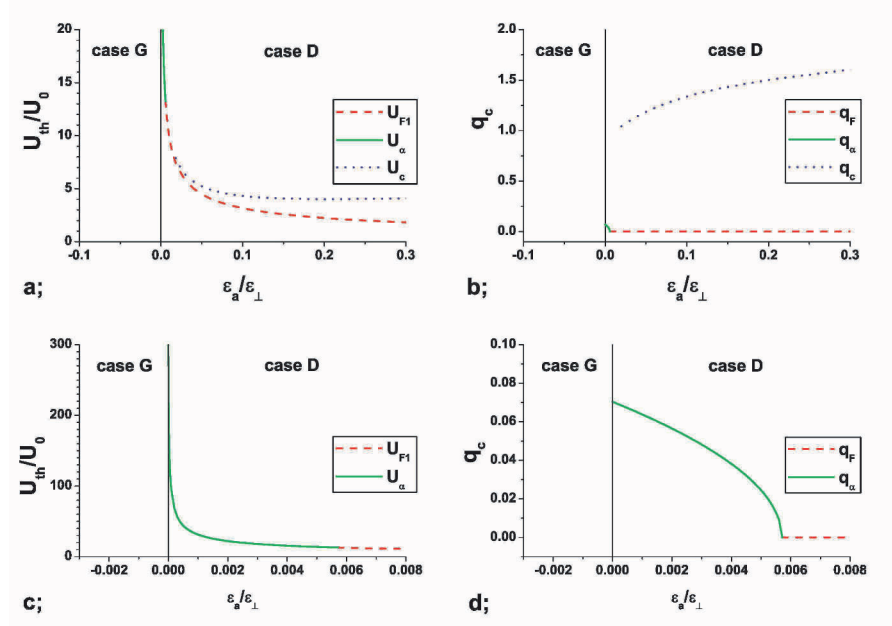 20
15
10
5
0
-0.1
0.0
0.1
0.2
0.3
U_th/U_0
ε_a/ε_⊥
case G
case D
U_F1
U_α
U_c
a;
2.0
1.5
1.0
0.5
0.0
-0.1
0.0
0.1
0.2
0.3
q_c
ε_a/ε_⊥
case G
case D
q_F
q_α
q_c
b;
300
200
100
0
-0.002
0.000
0.002
0.004
0.006
0.008
U_th/U_0
ε_a/ε_⊥
case G
case D
U_F1
U_α
c;
0.10
0.08
0.06
0.04
0.02
0.00
-0.002
0.000
0.002
0.004
0.006
0.008
q_c
ε_a/ε_⊥
case G
case D
q_F
q_α
d;